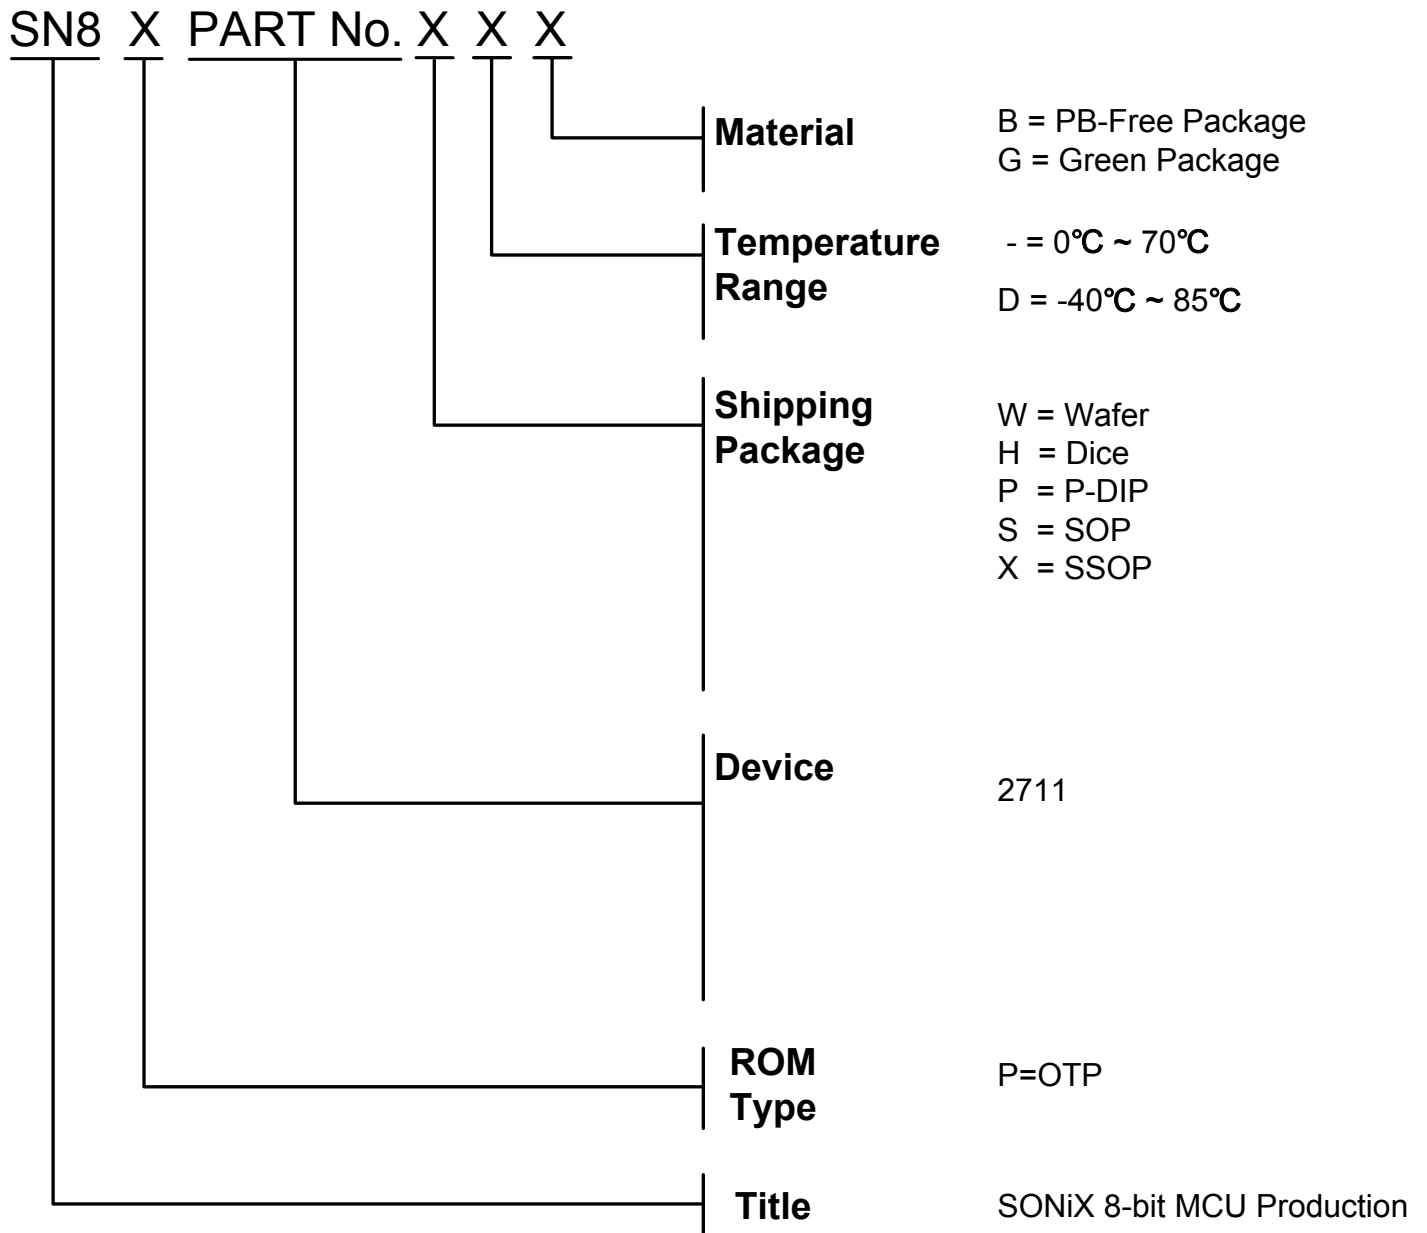 SN8 X PART No. X X X
Material
B = PB-Free Package
G = Green Package
Temperature
Range
- = 0℃ ~ 70℃
D = -40℃ ~ 85℃
Shipping
Package
W = Wafer
H = Dice
P = P-DIP
S = SOP
X = SSOP
Device
2711
ROM
Type
P=OTP
Title
SONiX 8-bit MCU Production